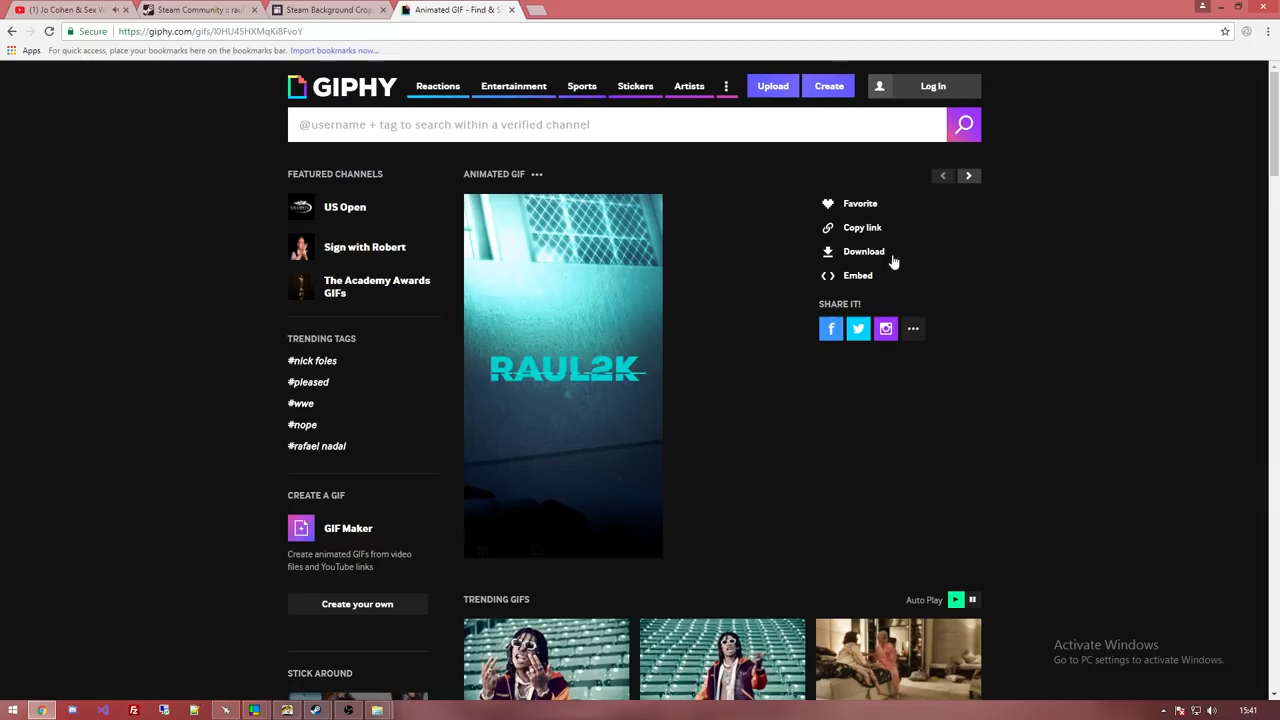 (1) Jo Cohen & Sex W
Steam Community :: raul
Steam Background Crop
Animated GIF - Find & S
Secure
https://giphy.com/gifs/l0HU45HXMqKi8FvoY
Apps
For quick access, place your bookmarks here on the bookmarks bar. Import bookmarks now...
GIPHY
Reactions
Entertainment
Sports
Stickers
Artists
Upload
Create
Log In
@username + tag to search within a verified channel
FEATURED CHANNELS
US Open
Sign with Robert
The Academy Awards
GIFs
TRENDING TAGS
#nick foles
#pleased
#wwe
#nope
#rafael nadal
CREATE A GIF
GIF Maker
Create animated GIFs from video
files and YouTube links
Create your own
STICK AROUND
ANIMATED GIF
RAUL2K
Favorite
Copy link
Download
Embed
SHARE IT!
TRENDING GIFS
Auto Play
Activate Windows
Go to PC settings to activate Windows.
15:41